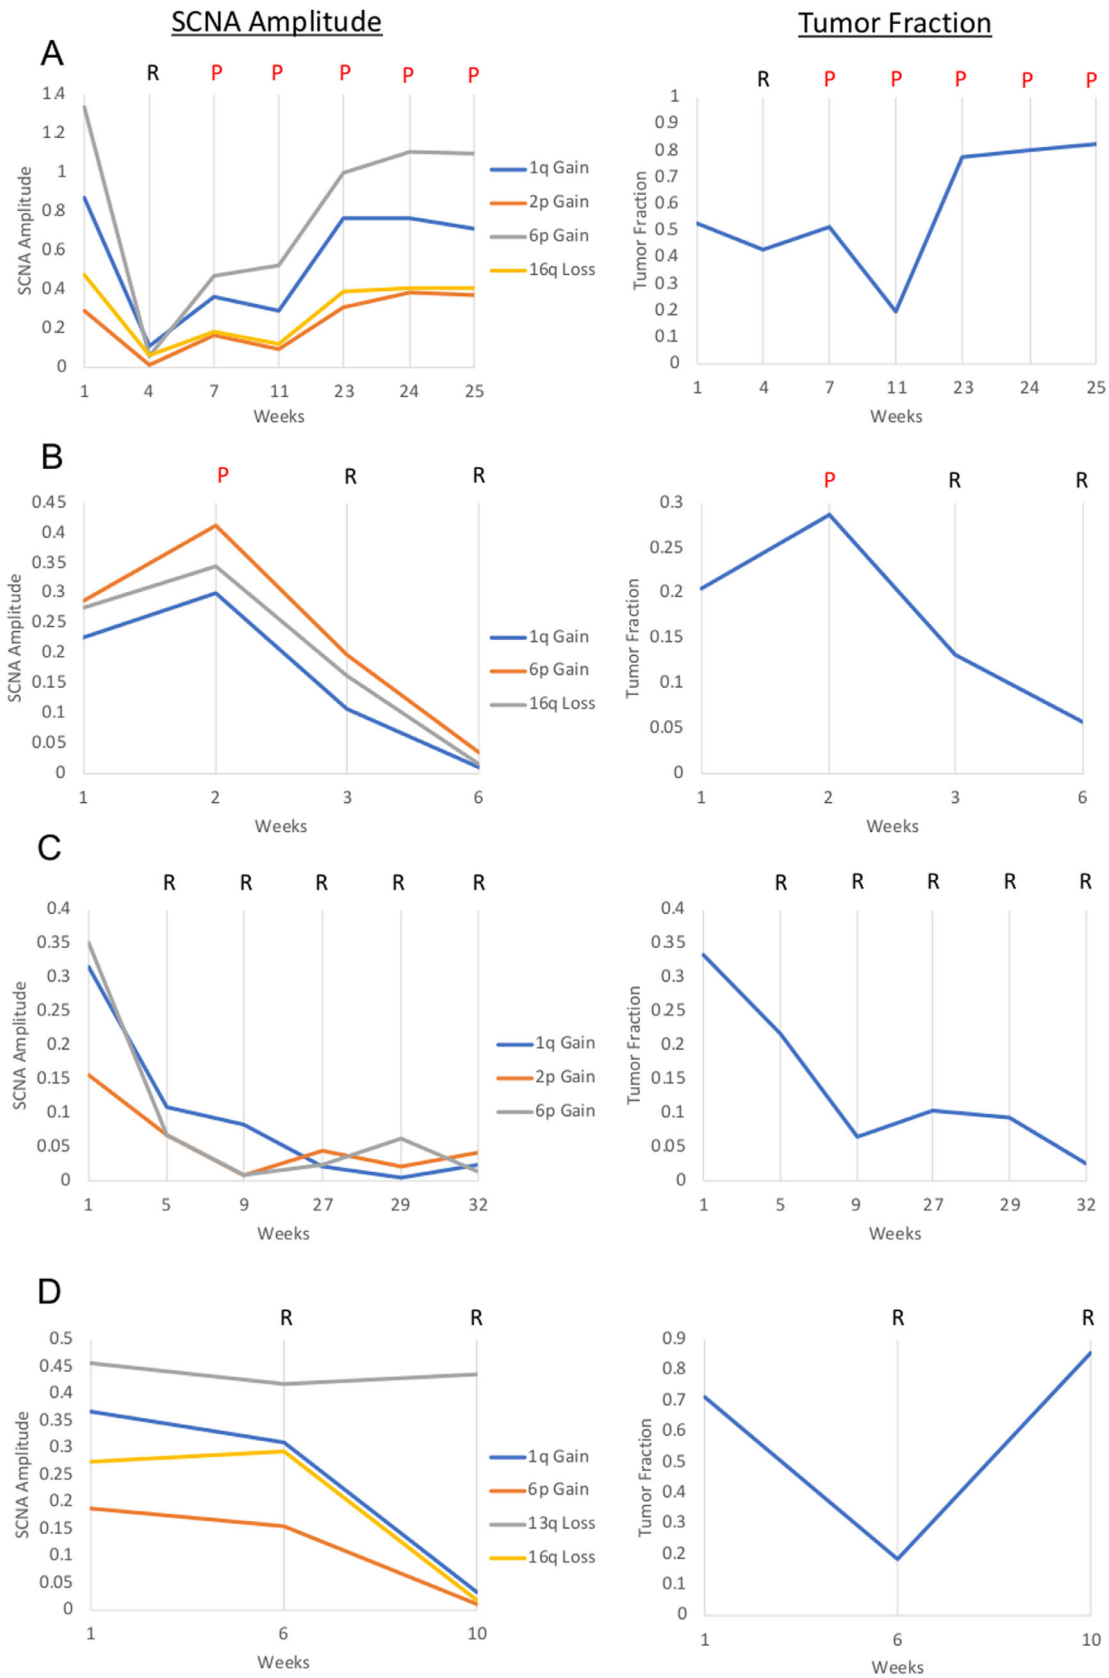 SCNA Amplitude
Tumor Fraction
A
R P P P P P
1.4
1.2
1
0.8
0.6
0.4
0.2
0
SCNA Amplitude
1 4 7 11 23 24 25
Weeks
1q Gain
2p Gain
6p Gain
16q Loss
R P P P P P
1
0.9
0.8
0.7
0.6
0.5
0.4
0.3
0.2
0.1
0
Tumor Fraction
1 4 7 11 23 24 25
Weeks
B
P R R
0.45
0.4
0.35
0.3
0.25
0.2
0.15
0.1
0.05
0
SCNA Amplitude
1 2 3 6
Weeks
1q Gain
6p Gain
16q Loss
P R R
0.3
0.25
0.2
0.15
0.1
0.05
0
Tumor Fraction
1 2 3 6
Weeks
C
R R R R R
0.4
0.35
0.3
0.25
0.2
0.15
0.1
0.05
0
SCNA Amplitude
1 5 9 27 29 32
Weeks
1q Gain
2p Gain
6p Gain
R R R R R
0.4
0.35
0.3
0.25
0.2
0.15
0.1
0.05
0
Tumor Fraction
1 5 9 27 29 32
Weeks
D
R R
0.5
0.45
0.4
0.35
0.3
0.25
0.2
0.15
0.1
0.05
0
SCNA Amplitude
1 6 10
Weeks
1q Gain
6p Gain
13q Loss
16q Loss
R R
0.9
0.8
0.7
0.6
0.5
0.4
0.3
0.2
0.1
0
Tumor Fraction
1 6 10
Weeks